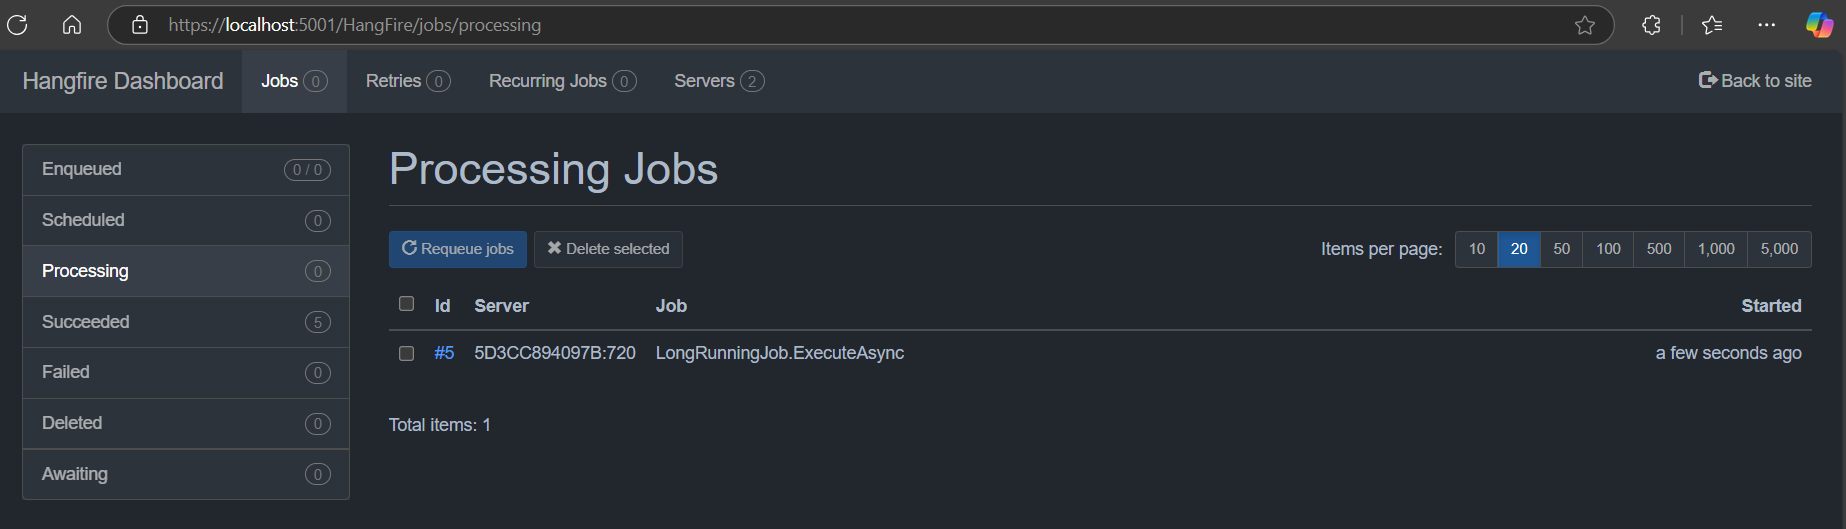 https://localhost:5001/HangFire/jobs/processing
Hangfire Dashboard Jobs 0 Retries 0 Recurring Jobs 0 Servers 2 Back to site
Enqueued 0 / 0
Scheduled 0
Processing 0
Succeeded 5
Failed 0
Deleted 0
Awaiting 0
Processing Jobs
Requeue jobs Delete selected Items per page: 10 20 50 100 500 1,000 5,000
Id Server Job Started
#5 5D3CC894097B:720 LongRunningJob.ExecuteAsync a few seconds ago
Total items: 1